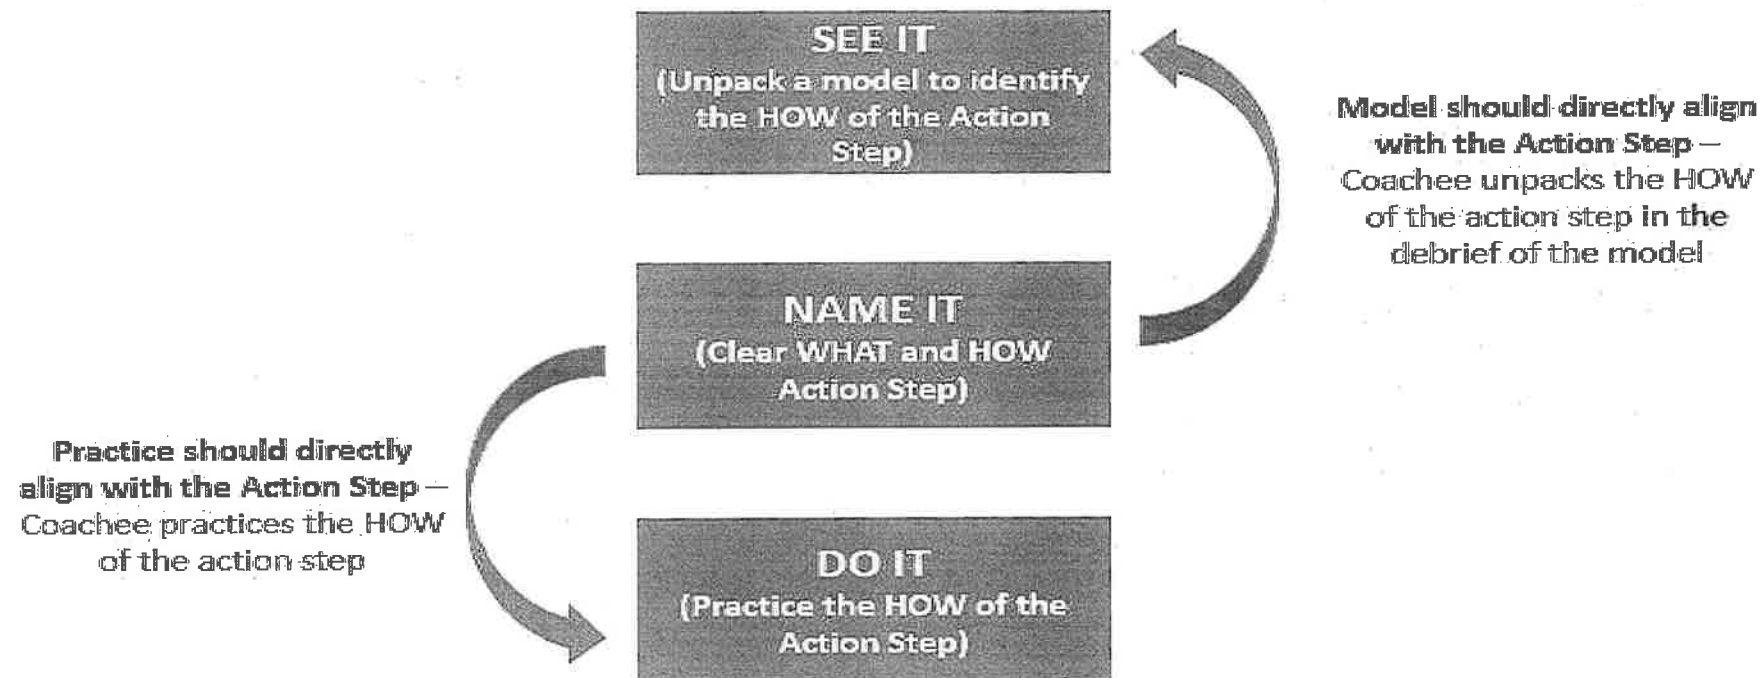 SEE IT
(Unpack a model to identify
the HOW of the Action
Step)
Model should directly align
with the Action Step –
Coachee unpacks the HOW
of the action step in the
debrief of the model
NAME IT
(Clear WHAT and HOW
Action Step)
Practice should directly
align with the Action Step –
Coachee practices the HOW
of the action step
DO IT
(Practice the HOW of the
Action Step)